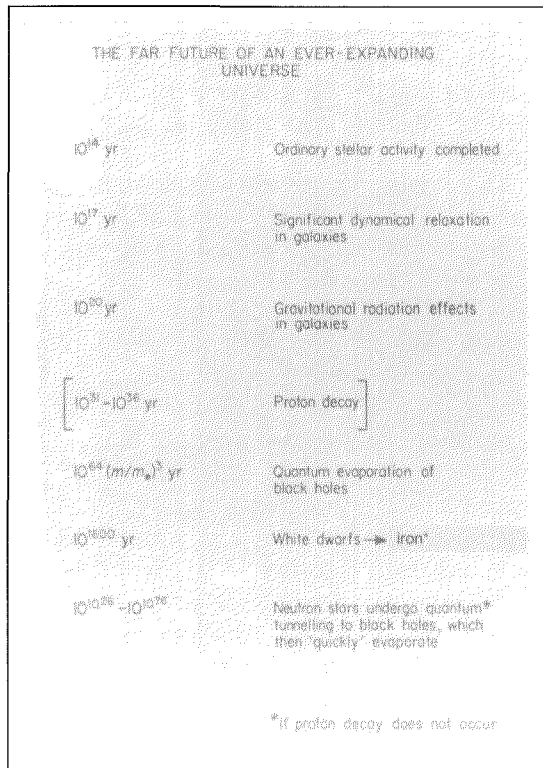 THE FAR FUTURE OF AN EVER-EXPANDING
UNIVERSE
10¹⁴ yr Ordinary stellar activity completed
10¹⁷ yr Significant dynamical relaxation
in galaxies
10²⁰ yr Gravitational radiation effects
in galaxies
[10³¹–10³⁶ yr Proton decay]
10⁶⁴ (m/m*)³ yr Quantum evaporation of
black holes
10¹⁶⁰⁰ yr White dwarfs → iron*
Neutron stars undergo quantum*
tunnelling to black holes, which
then "quickly" evaporate
*if proton decay does not occur